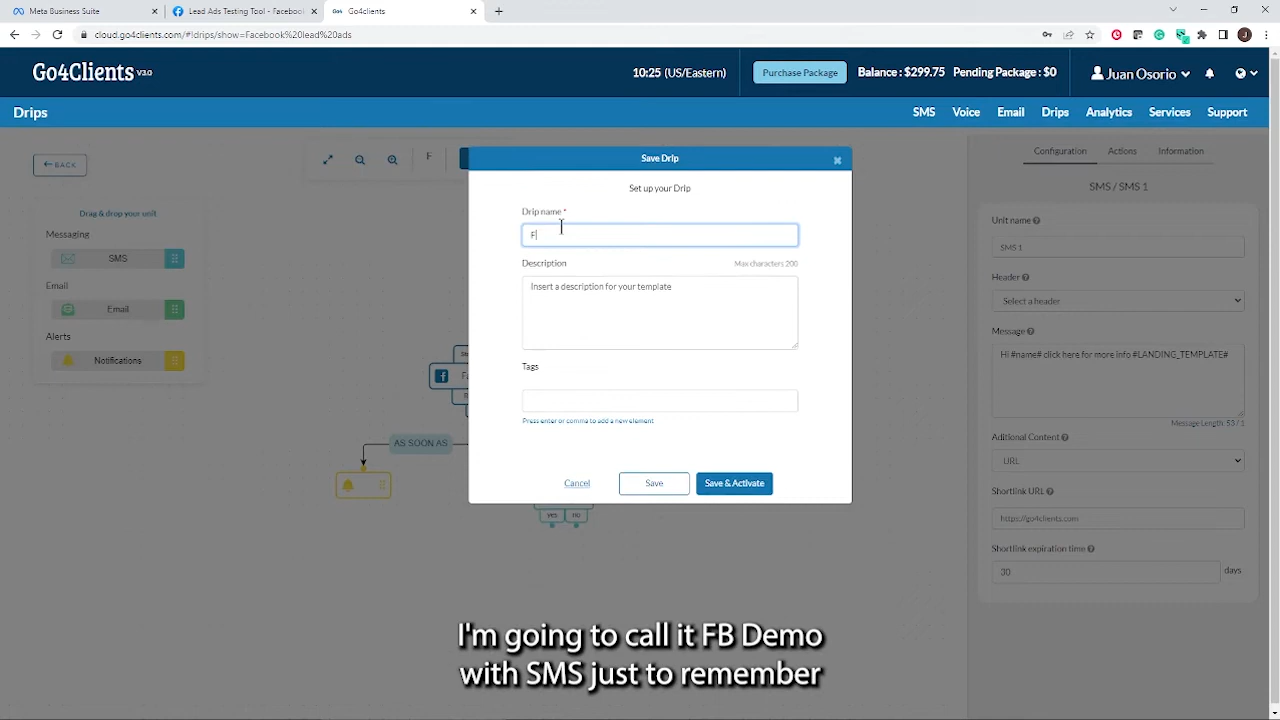 Meta Business Suite
Lead Ads Testing Tool - Facebook
Go4Clients
cloud.go4clients.com/#!drips/show=Facebook%20lead%20ads
Go4Clients V3.0
10:25 (US/Eastern)
Purchase Package
Balance : $299.75
Pending Package : $0
Juan Osorio
Drips
SMS
Voice
Email
Drips
Analytics
Services
Support
BACK
F
Save Drip
Configuration
Actions
Information
Set up your Drip
SMS / SMS 1
Drag & drop your unit
Drip name *
Unit name
Messaging
F
SMS 1
SMS
Description
Max characters 200
Header
Email
Insert a description for your template
Select a header
Email
Message
Alerts
Hi #name# click here for more info #LANDING_TEMPLATE#
Notifications
Tags
Press enter or comma to add a new element
Message Length: 53 / 1
AS SOON AS
Aditional Content
URL
Cancel
Save
Save & Activate
Shortlink URL
yes
no
https://go4clients.com
Shortlink expiration time
30
days
I'm going to call it FB Demo
with SMS just to remember